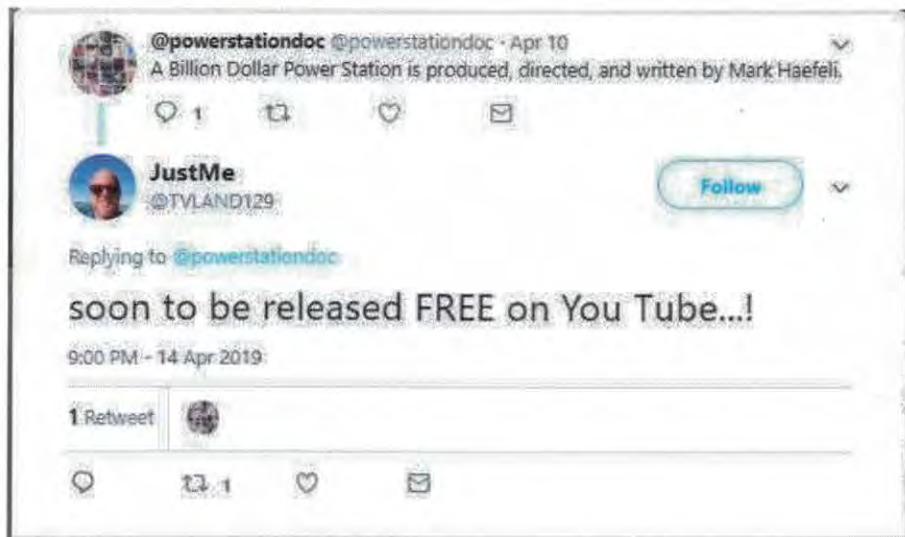 @powerstationdoc @powerstationdoc · Apr 10
A Billion Dollar Power Station is produced, directed, and written by Mark Haefeli.
1
JustMe
@TVLAND129
Follow
Replying to @powerstationdoc
soon to be released FREE on You Tube...!
9:00 PM - 14 Apr 2019
1 Retweet
1